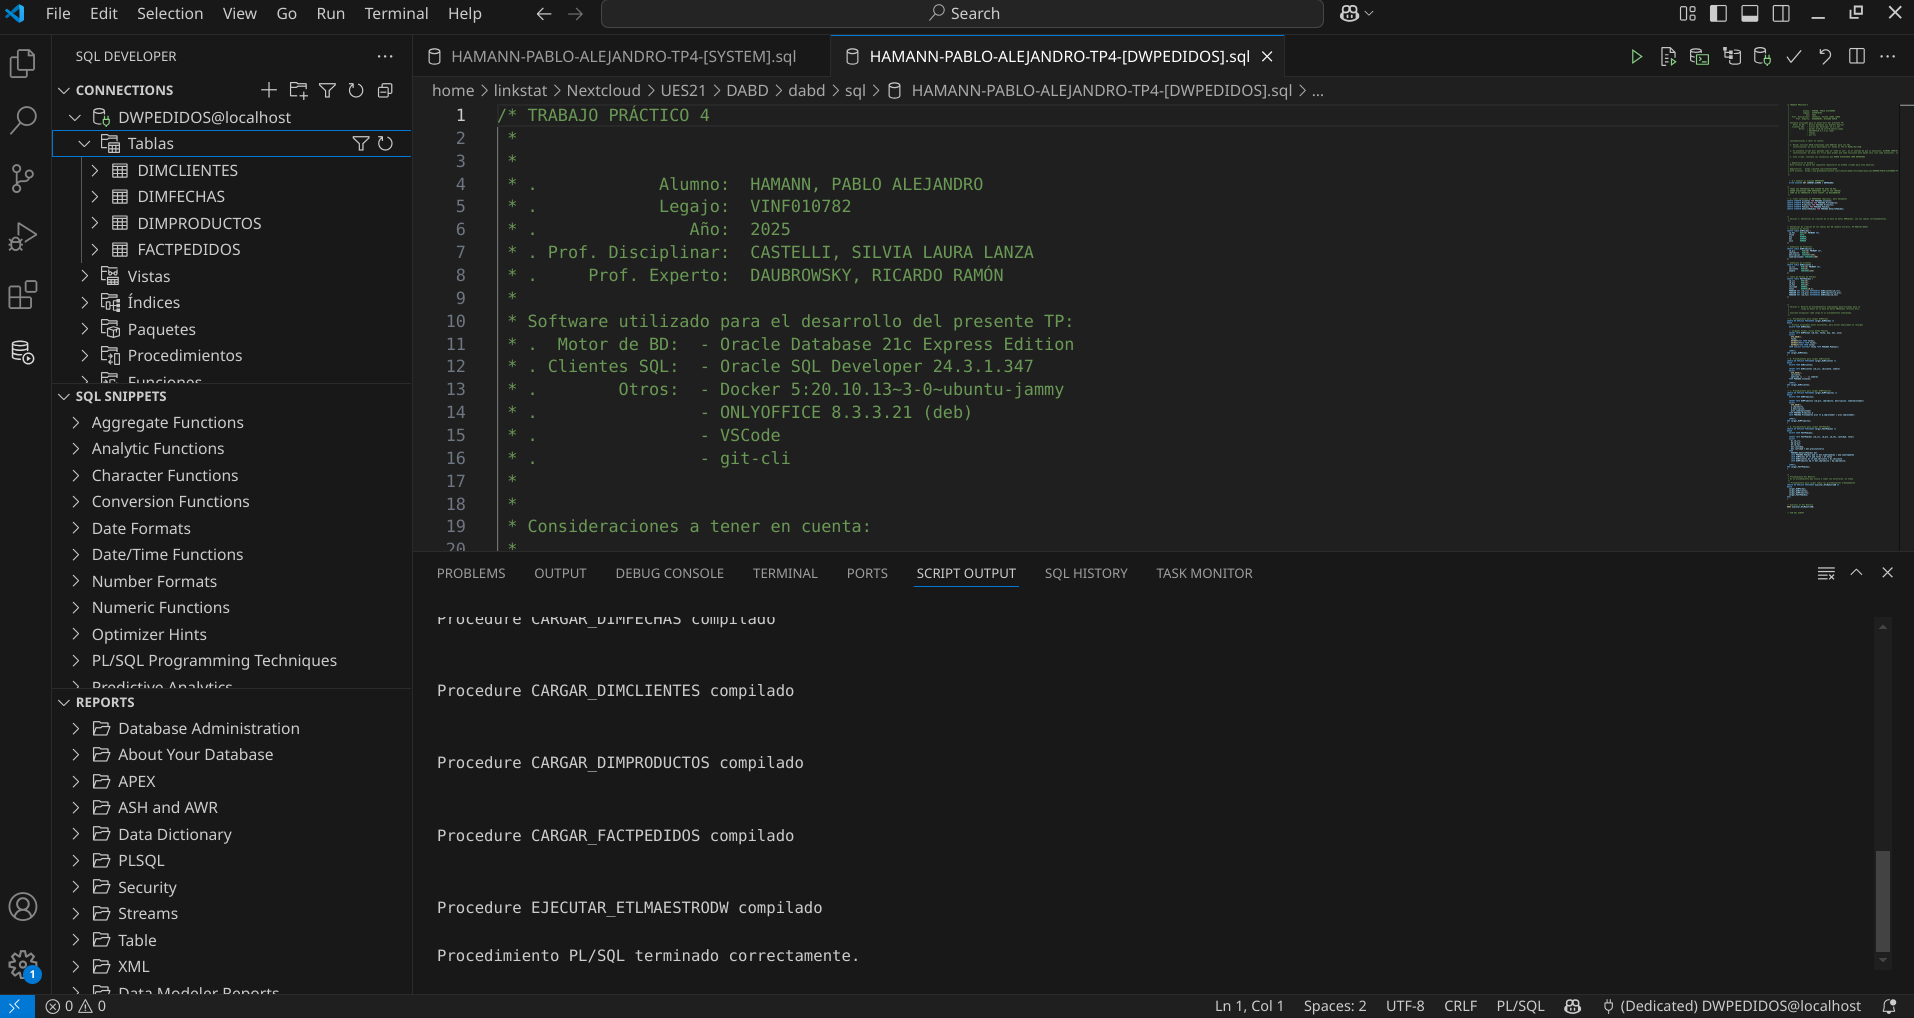 File Edit Selection View Go Run Terminal Help
Search
SQL DEVELOPER
CONNECTIONS
DWPEDIDOS@localhost
Tablas
DIMCLIENTES
DIMFECHAS
DIMPRODUCTOS
FACTPEDIDOS
Vistas
Índices
Paquetes
Procedimientos
Funciones
SQL SNIPPETS
Aggregate Functions
Analytic Functions
Character Functions
Conversion Functions
Date Formats
Date/Time Functions
Number Formats
Numeric Functions
Optimizer Hints
PL/SQL Programming Techniques
Predictive Analytics
REPORTS
Database Administration
About Your Database
APEX
ASH and AWR
Data Dictionary
PLSQL
Security
Streams
Table
XML
Data Modeler Reports
1
HAMANN-PABLO-ALEJANDRO-TP4-[SYSTEM].sql HAMANN-PABLO-ALEJANDRO-TP4-[DWPEDIDOS].sql
home > linkstat > Nextcloud > UES21 > DABD > dabd > sql > HAMANN-PABLO-ALEJANDRO-TP4-[DWPEDIDOS].sql > ...
1 /* TRABAJO PRÁCTICO 4
2 *
3 *
4 * . Alumno: HAMANN, PABLO ALEJANDRO
5 * . Legajo: VINF010782
6 * . Año: 2025
7 * . Prof. Disciplinar: CASTELLI, SILVIA LAURA LANZA
8 * . Prof. Experto: DAUBROWSKY, RICARDO RAMÓN
9 *
10 * Software utilizado para el desarrollo del presente TP:
11 * . Motor de BD: - Oracle Database 21c Express Edition
12 * . Clientes SQL: - Oracle SQL Developer 24.3.1.347
13 * . Otros: - Docker 5:20.10.13~3-0~ubuntu-jammy
14 * . - ONLYOFFICE 8.3.3.21 (deb)
15 * . - VSCode
16 * . - git-cli
17 *
18 *
19 * Consideraciones a tener en cuenta:
20 *
PROBLEMS OUTPUT DEBUG CONSOLE TERMINAL PORTS SCRIPT OUTPUT SQL HISTORY TASK MONITOR
Procedure CARGAR_DIMFECHAS compilado
Procedure CARGAR_DIMCLIENTES compilado
Procedure CARGAR_DIMPRODUCTOS compilado
Procedure CARGAR_FACTPEDIDOS compilado
Procedure EJECUTAR_ETLMAESTRODW compilado
Procedimiento PL/SQL terminado correctamente.
0 0 Ln 1, Col 1 Spaces: 2 UTF-8 CRLF PL/SQL (Dedicated) DWPEDIDOS@localhost